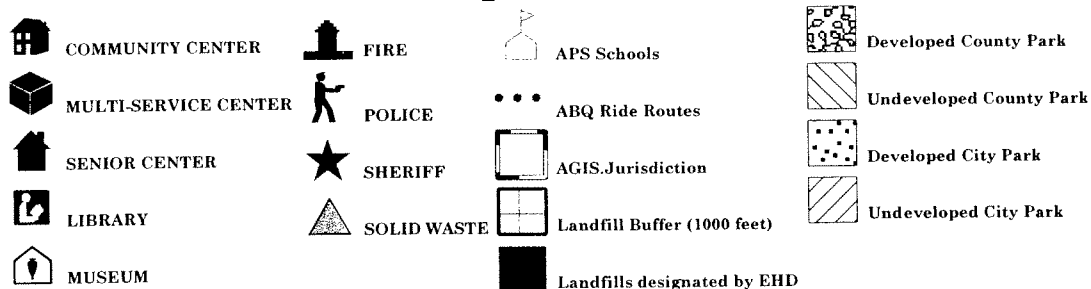 COMMUNITY CENTER
MULTI-SERVICE CENTER
SENIOR CENTER
LIBRARY
MUSEUM
FIRE
POLICE
SHERIFF
SOLID WASTE
APS Schools
ABQ Ride Routes
AGIS.Jurisdiction
Landfill Buffer (1000 feet)
Landfills designated by EHD
Developed County Park
Undeveloped County Park
Developed City Park
Undeveloped City Park